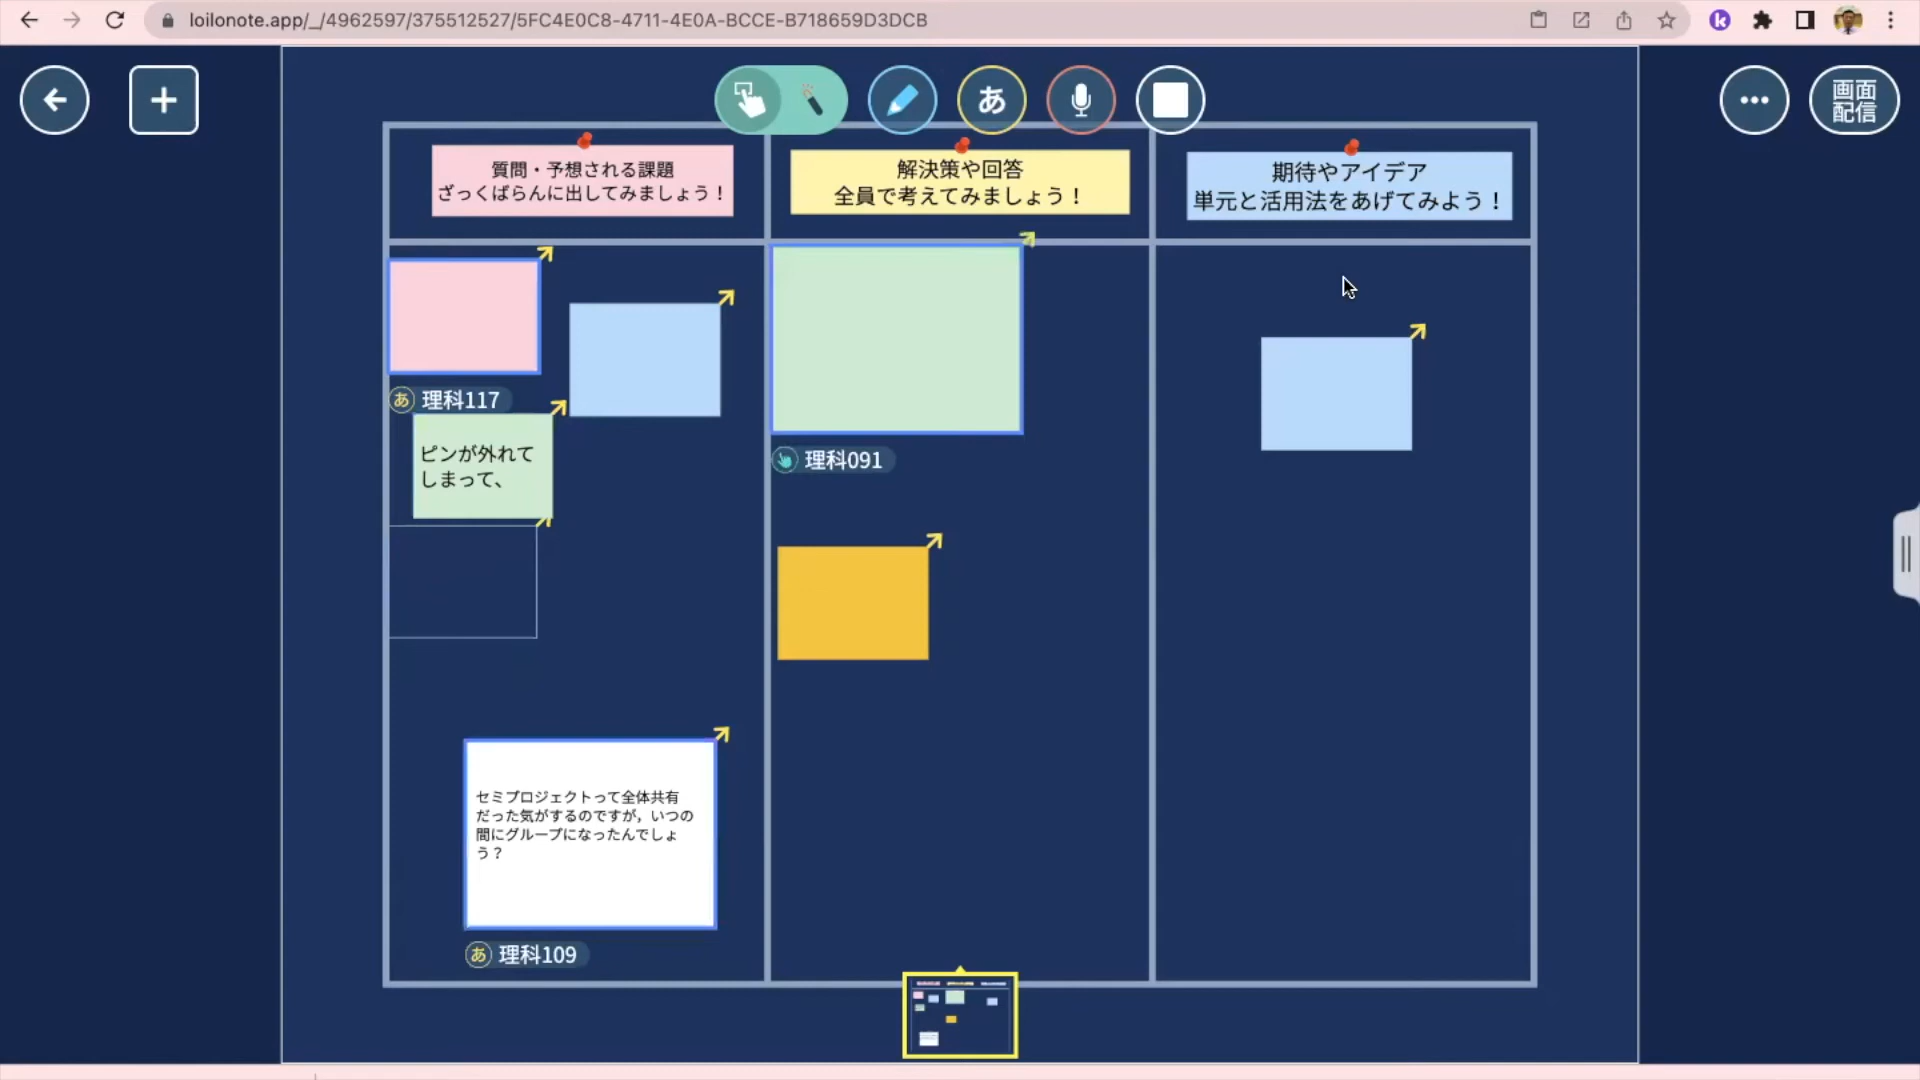 loilonote.app/_/4962597/375512527/5FC4E0C8-4711-4E0A-BCCE-B718659D3DCB
あ
画面
配信
質問・予想される課題
ざっくばらんに出してみましょう！
解決策や回答
全員で考えてみましょう！
期待やアイデア
単元と活用法をあげてみよう！
あ 理科117
ピンが外れて
しまって、
理科091
セミプロジェクトって全体共有
だった気がするのですが，いつの
間にグループになったんでしょ
う？
あ 理科109